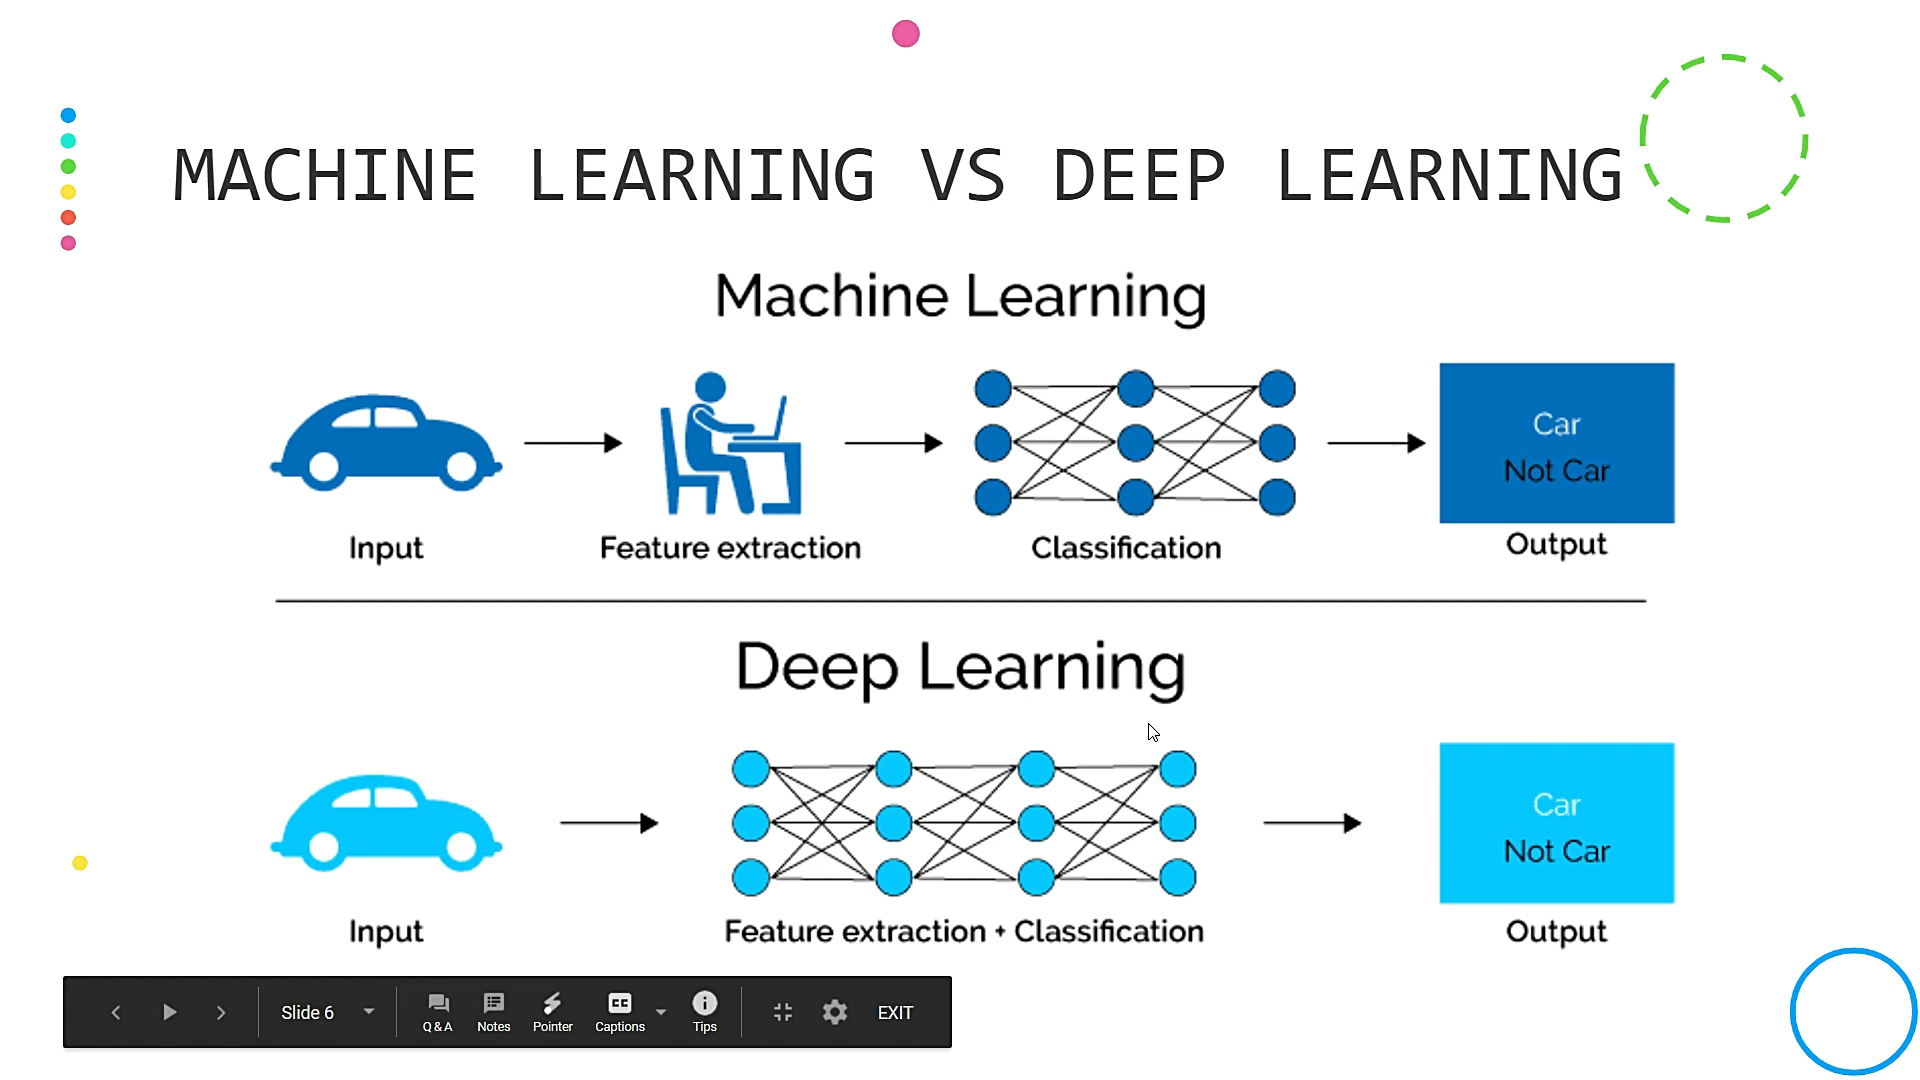 MACHINE LEARNING VS DEEP LEARNING
Machine Learning
Car
Not Car
Input
Feature extraction
Classification
Output
Deep Learning
Car
Not Car
Input
Feature extraction + Classification
Output
Slide 6
Q & A
Notes
Pointer
CC
Captions
Tips
EXIT